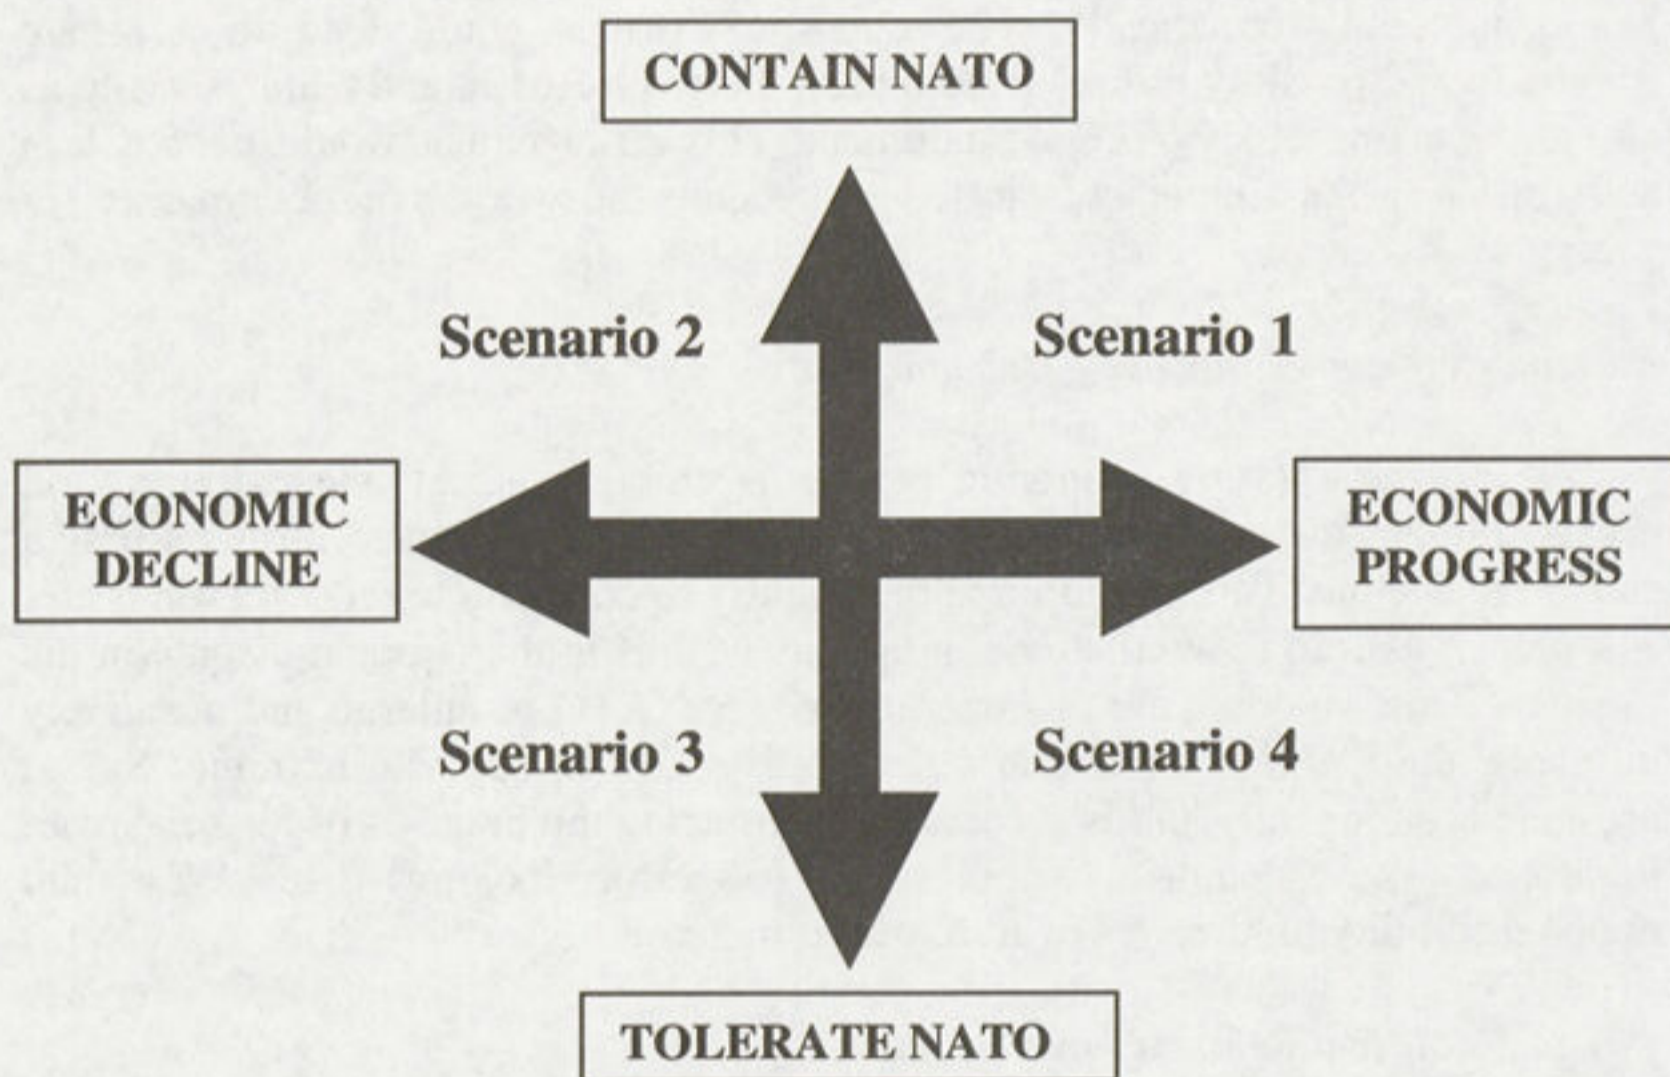 CONTAIN NATO
Scenario 2
Scenario 1
ECONOMIC
DECLINE
ECONOMIC
PROGRESS
Scenario 3
Scenario 4
TOLERATE NATO